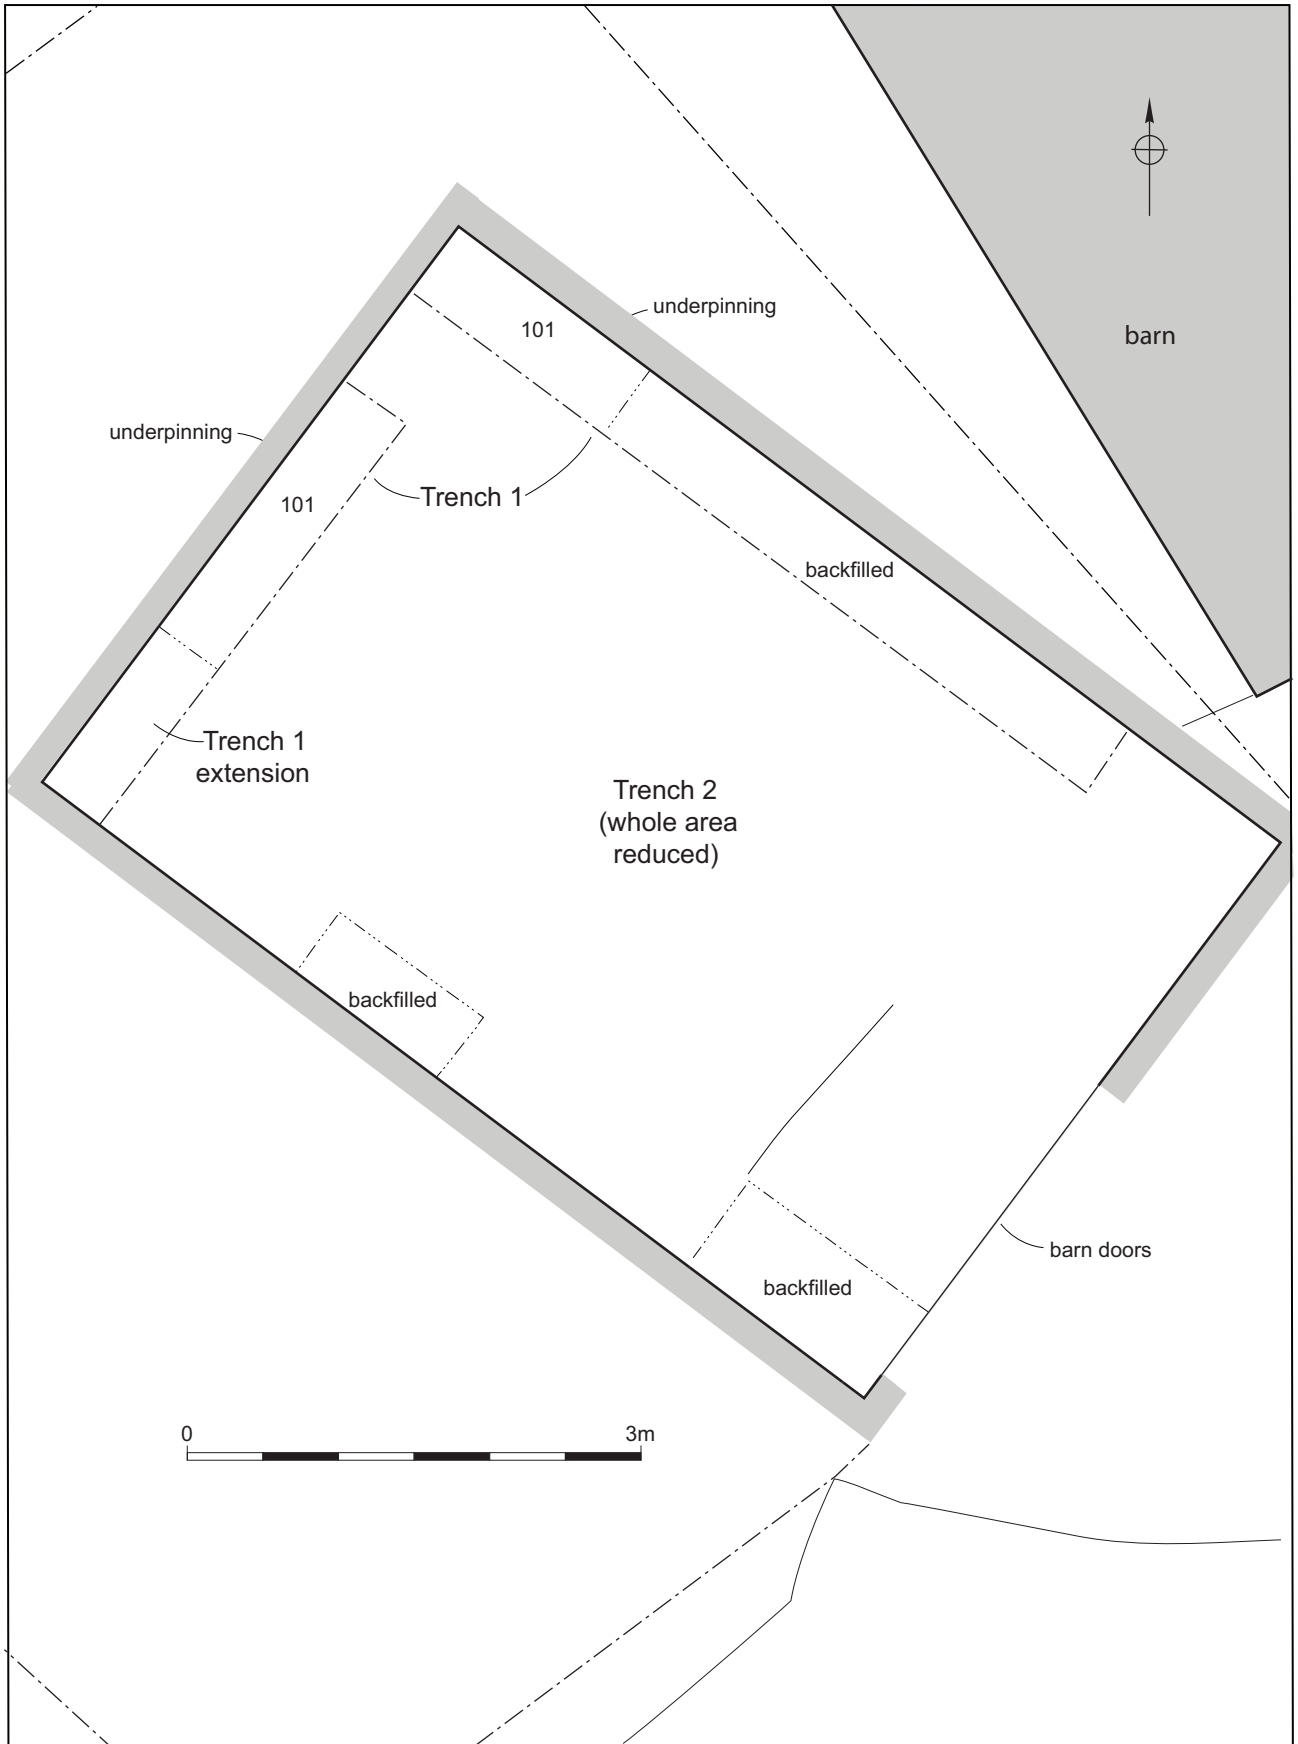 underpinning
101
barn
underpinning
Trench 1
101
backfilled
Trench 1
extension
Trench 2
(whole area
reduced)
backfilled
barn doors
backfilled
0
3m